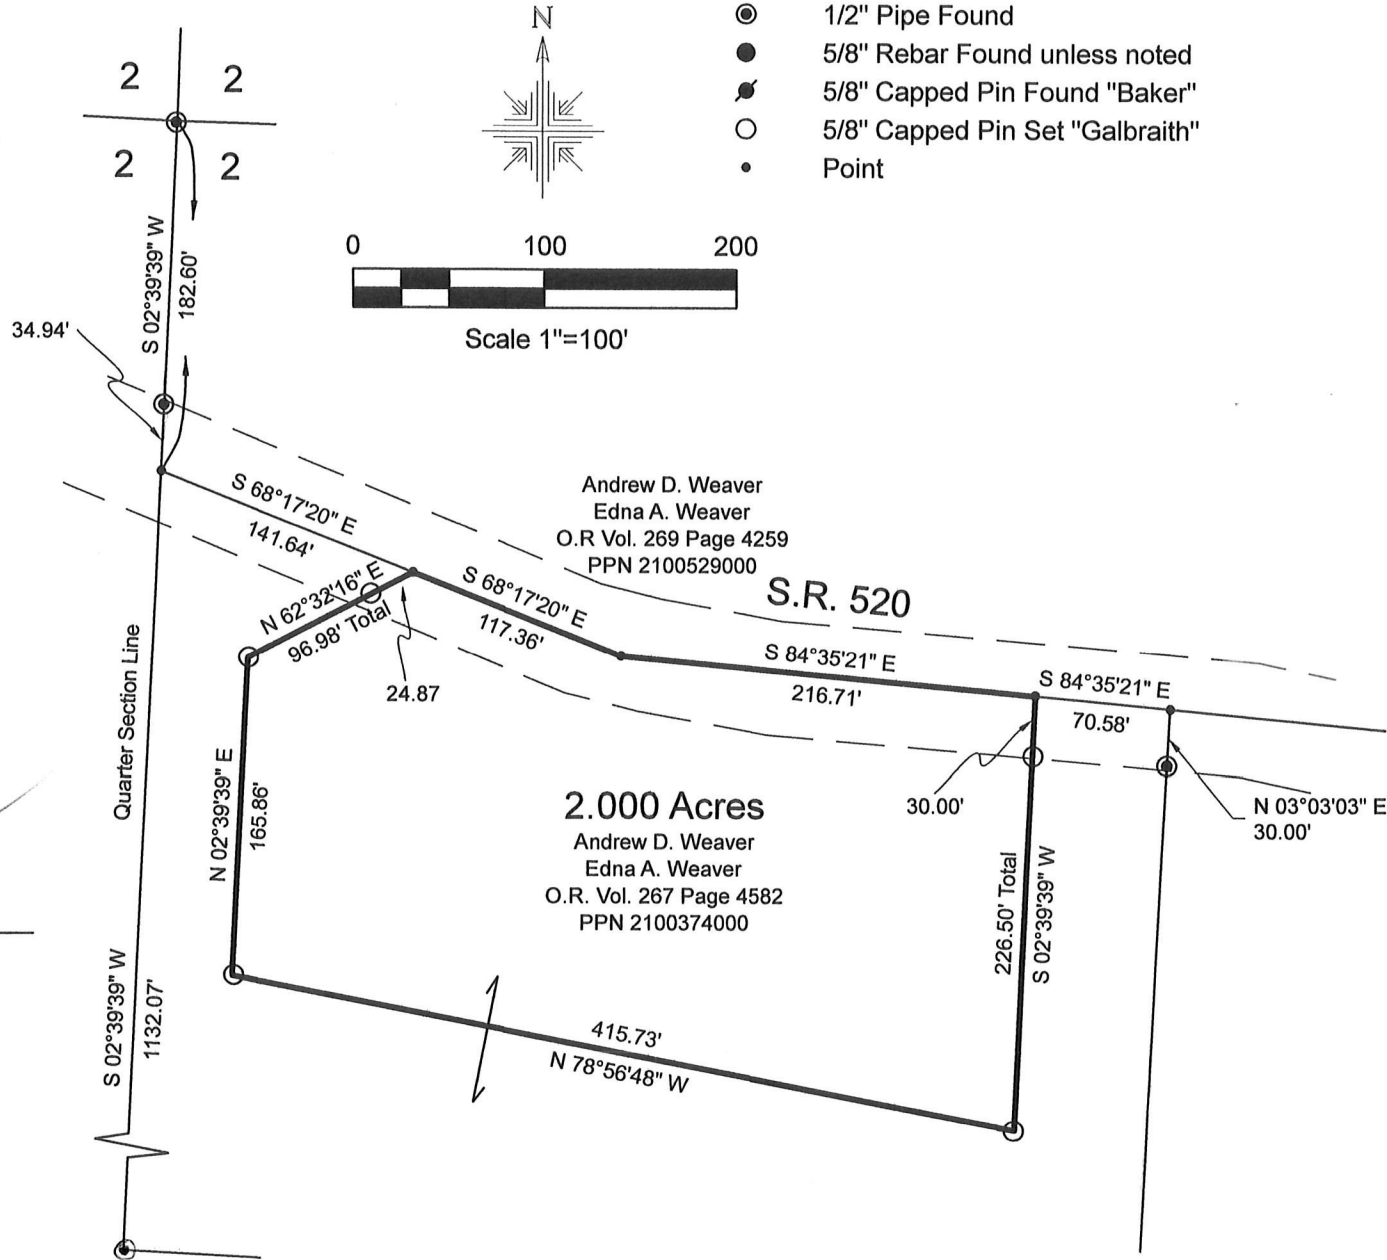 N
1/2" Pipe Found
5/8" Rebar Found unless noted
5/8" Capped Pin Found "Baker"
5/8" Capped Pin Set "Galbraith"
Point
2 2
2 2
S 02°39'39" W
182.60'
0 100 200
Scale 1"=100'
34.94'
S 68°17'20" E
141.64'
Andrew D. Weaver
Edna A. Weaver
O.R Vol. 269 Page 4259
PPN 2100529000
S.R. 520
N 62°32'16" E
96.98' Total
S 68°17'20" E
117.36'
24.87
S 84°35'21" E
216.71'
S 84°35'21" E
70.58'
30.00'
N 03°03'03" E
30.00'
Quarter Section Line
N 02°39'39" E
165.86'
2.000 Acres
Andrew D. Weaver
Edna A. Weaver
O.R. Vol. 267 Page 4582
PPN 2100374000
226.50' Total
S 02°39'39" W
S 02°39'39" W
1132.07'
415.73'
N 78°56'48" W